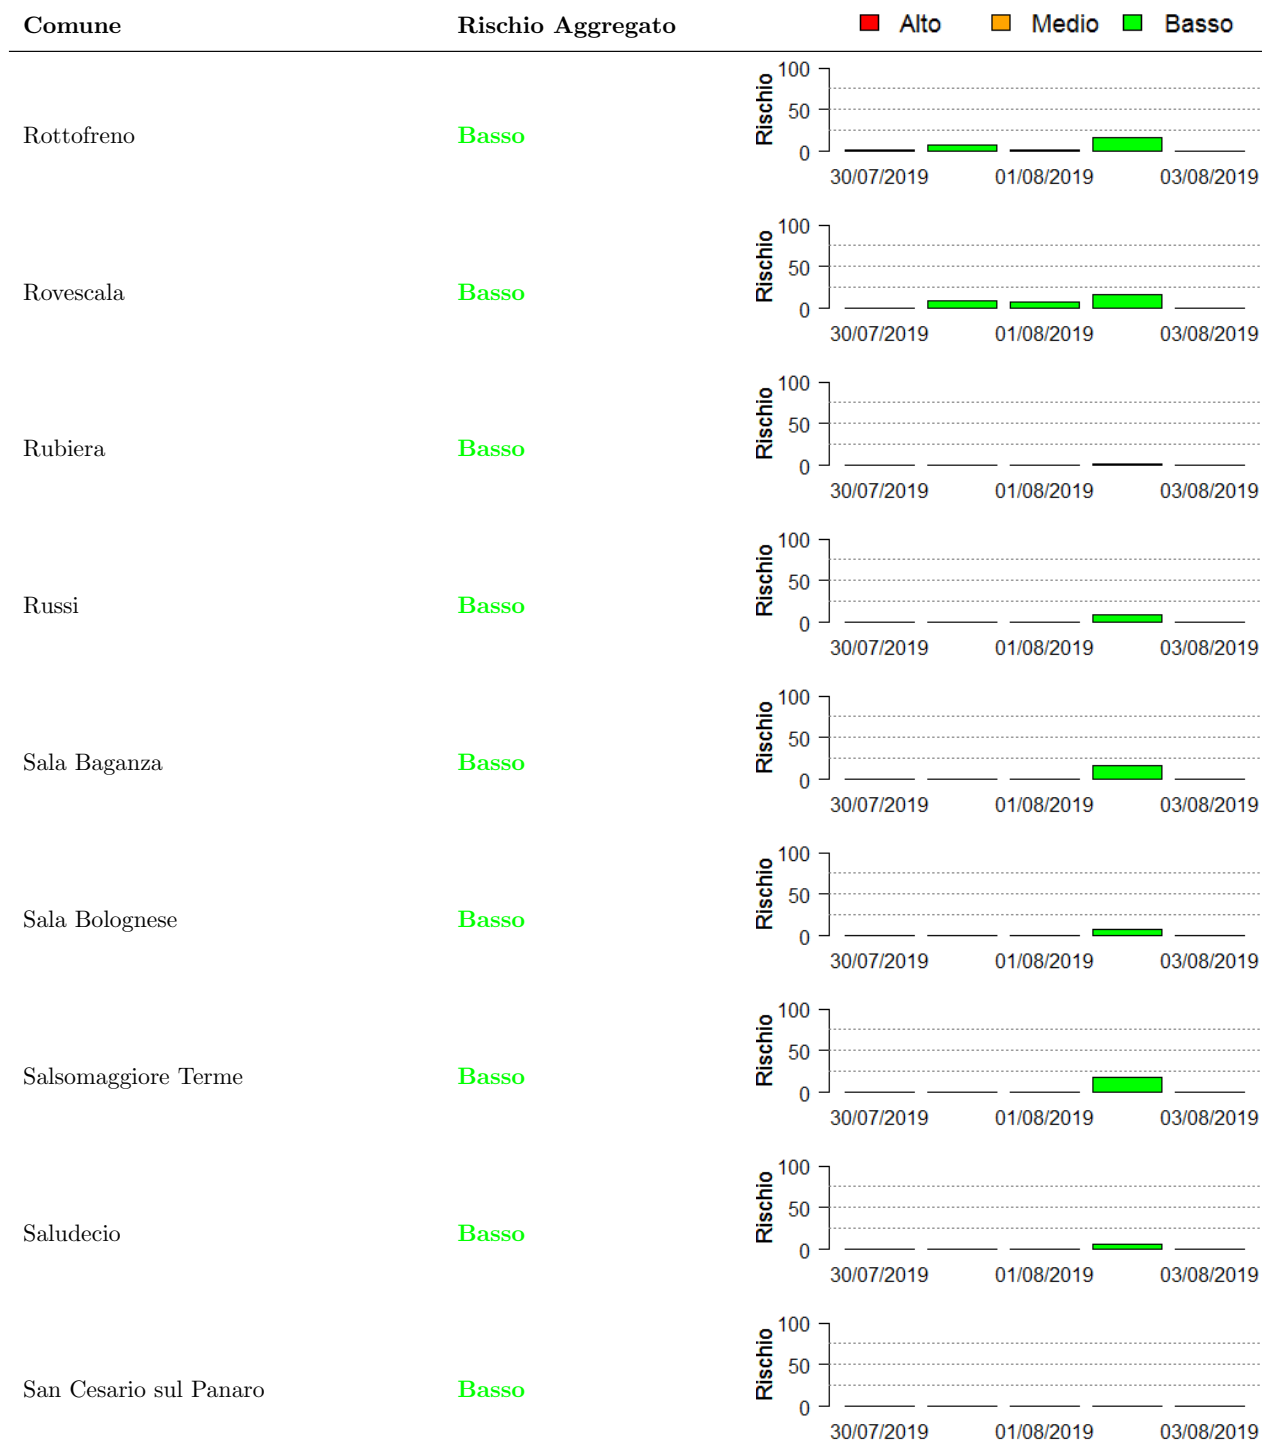 Comune Rischio Aggregato Alto Medio Basso
Rottofreno Basso
Rischio
100
50
0
30/07/2019 01/08/2019 03/08/2019
Rovescala Basso
Rischio
100
50
0
30/07/2019 01/08/2019 03/08/2019
Rubiera Basso
Rischio
100
50
0
30/07/2019 01/08/2019 03/08/2019
Russi Basso
Rischio
100
50
0
30/07/2019 01/08/2019 03/08/2019
Sala Baganza Basso
Rischio
100
50
0
30/07/2019 01/08/2019 03/08/2019
Sala Bolognese Basso
Rischio
100
50
0
30/07/2019 01/08/2019 03/08/2019
Salsomaggiore Terme Basso
Rischio
100
50
0
30/07/2019 01/08/2019 03/08/2019
Saludecio Basso
Rischio
100
50
0
30/07/2019 01/08/2019 03/08/2019
San Cesario sul Panaro Basso
Rischio
100
50
0
30/07/2019 01/08/2019 03/08/2019